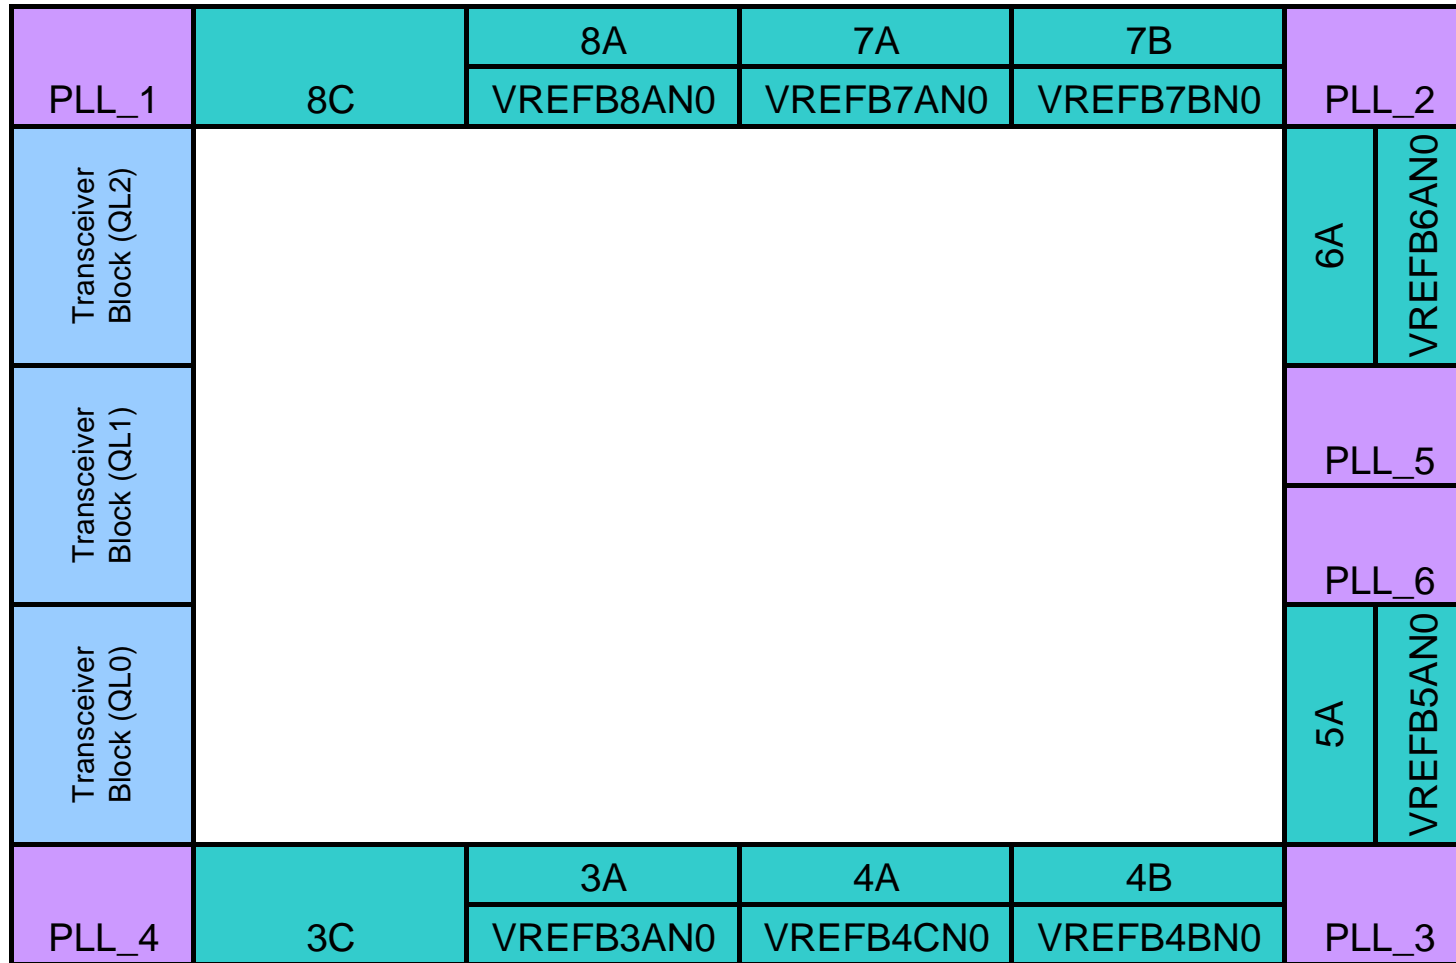 8A
7A
7B
PLL_1
8C
VREFB8AN0
VREFB7AN0
VREFB7BN0
PLL_2
Transceiver
Block (QL2)
6A
VREFB6AN0
Transceiver
Block (QL1)
PLL_5
PLL_6
Transceiver
Block (QL0)
5A
VREFB5AN0
3A
4A
4B
PLL_4
3C
VREFB3AN0
VREFB4CN0
VREFB4BN0
PLL_3